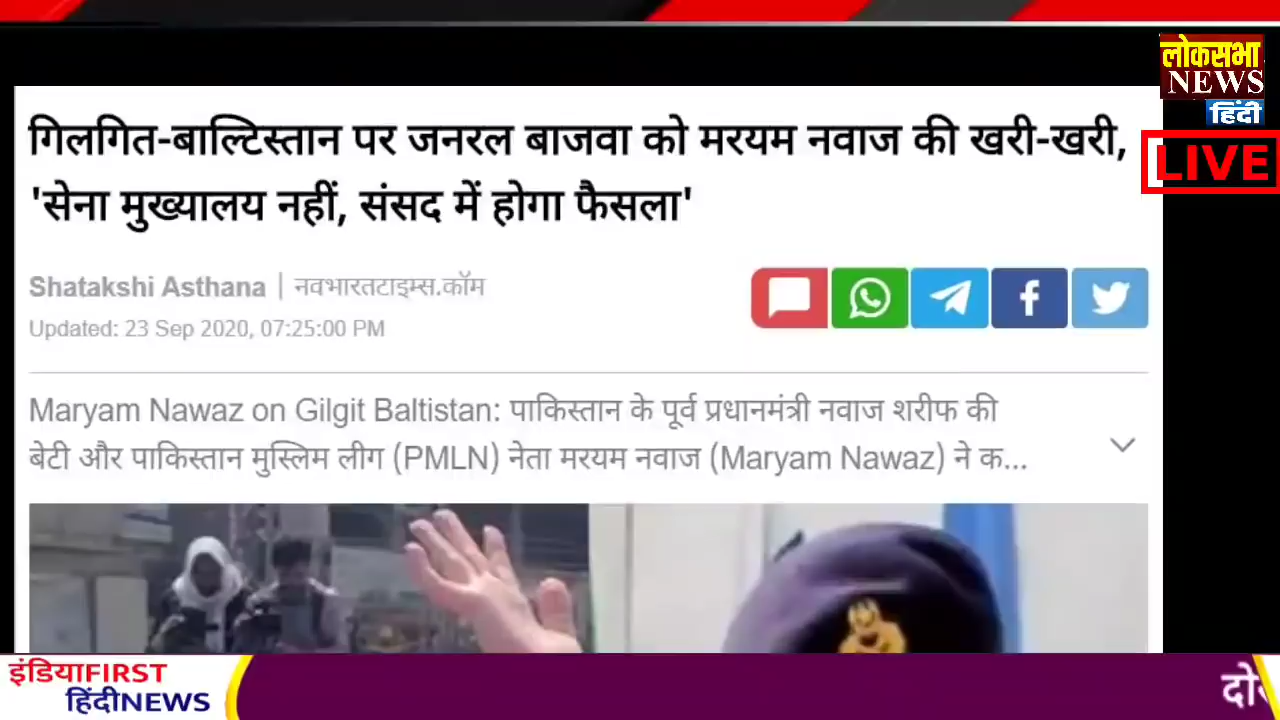 लोकसभा
NEWS
हिंदी
LIVE
गिलगित-बाल्टिस्तान पर जनरल बाजवा को मरयम नवाज की खरी-खरी,
'सेना मुख्यालय नहीं, संसद में होगा फैसला'
Shatakshi Asthana | नवभारतटाइम्स.कॉम
Updated: 23 Sep 2020, 07:25:00 PM
Maryam Nawaz on Gilgit Baltistan: पाकिस्तान के पूर्व प्रधानमंत्री नवाज शरीफ की
बेटी और पाकिस्तान मुस्लिम लीग (PMLN) नेता मरयम नवाज (Maryam Nawaz) ने क...
इंडियाFIRST
हिंदीNEWS